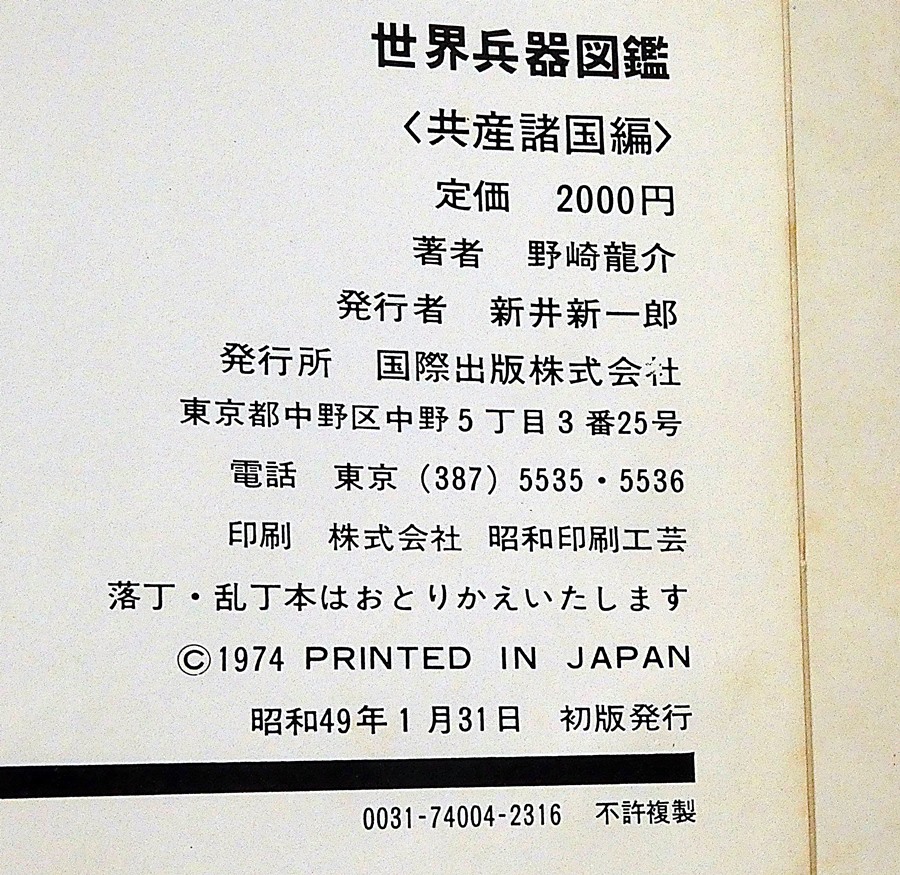 世界兵器図鑑
〈共産諸国編〉
定価　2000円
著者　野崎龍介
発行者　新井新一郎
発行所　国際出版株式会社
東京都中野区中野5丁目3番25号
電話　東京（387）5535・5536
印刷　株式会社　昭和印刷工芸
落丁・乱丁本はおとりかえいたします
©1974 PRINTED IN JAPAN
昭和49年1月31日　初版発行
0031-74004-2316　不許複製